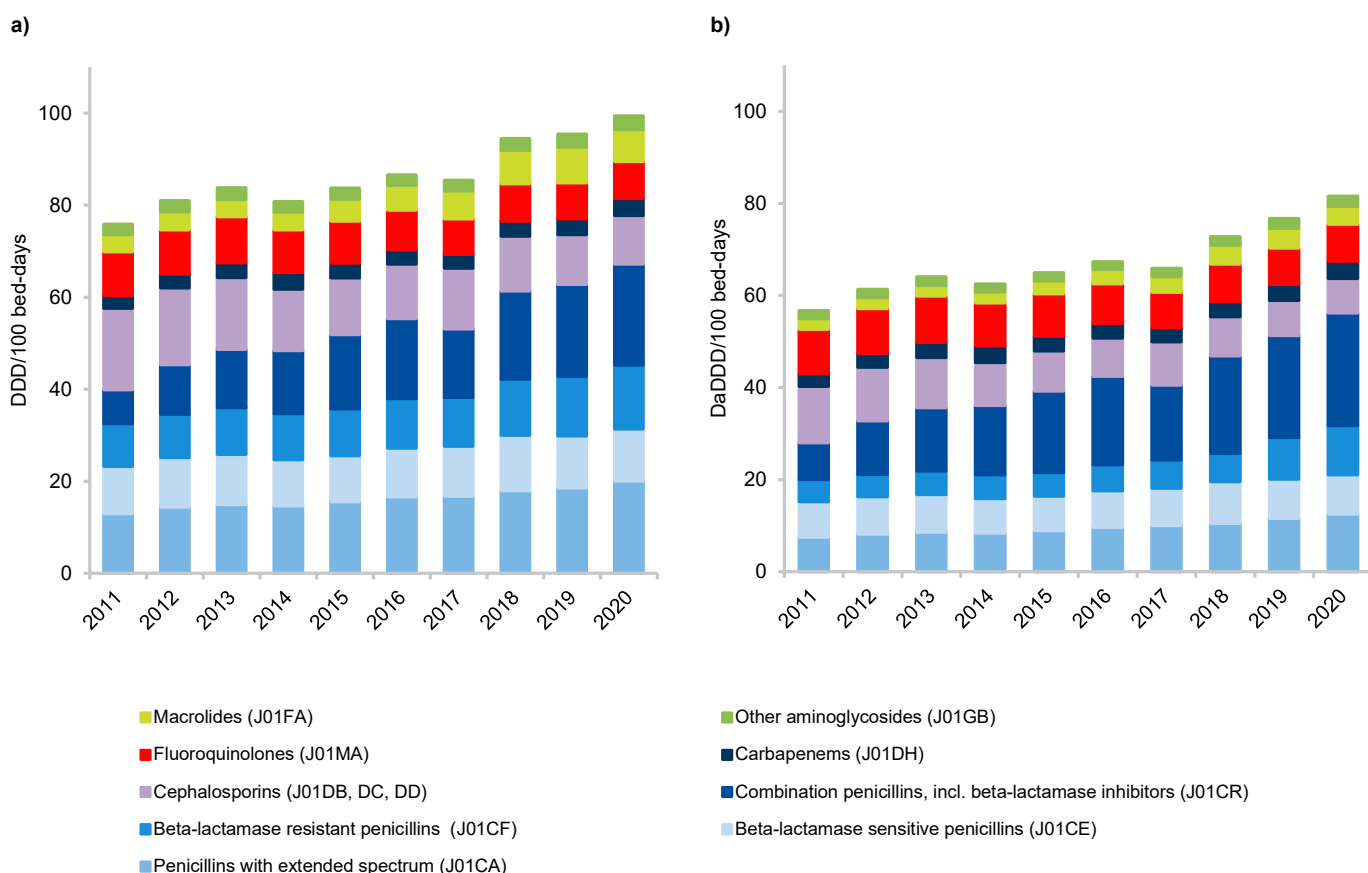 a)
b)
DDD/100 bed-days
100
80
60
40
20
0
2011
2012
2013
2014
2015
2016
2017
2018
2019
2020
DaDDD/100 bed-days
100
80
60
40
20
0
2011
2012
2013
2014
2015
2016
2017
2018
2019
2020
Macrolides (J01FA)
Other aminoglycosides (J01GB)
Fluoroquinolones (J01MA)
Carbapenems (J01DH)
Cephalosporins (J01DB, DC, DD)
Combination penicillins, incl. beta-lactamase inhibitors (J01CR)
Beta-lactamase resistant penicillins (J01CF)
Beta-lactamase sensitive penicillins (J01CE)
Penicillins with extended spectrum (J01CA)